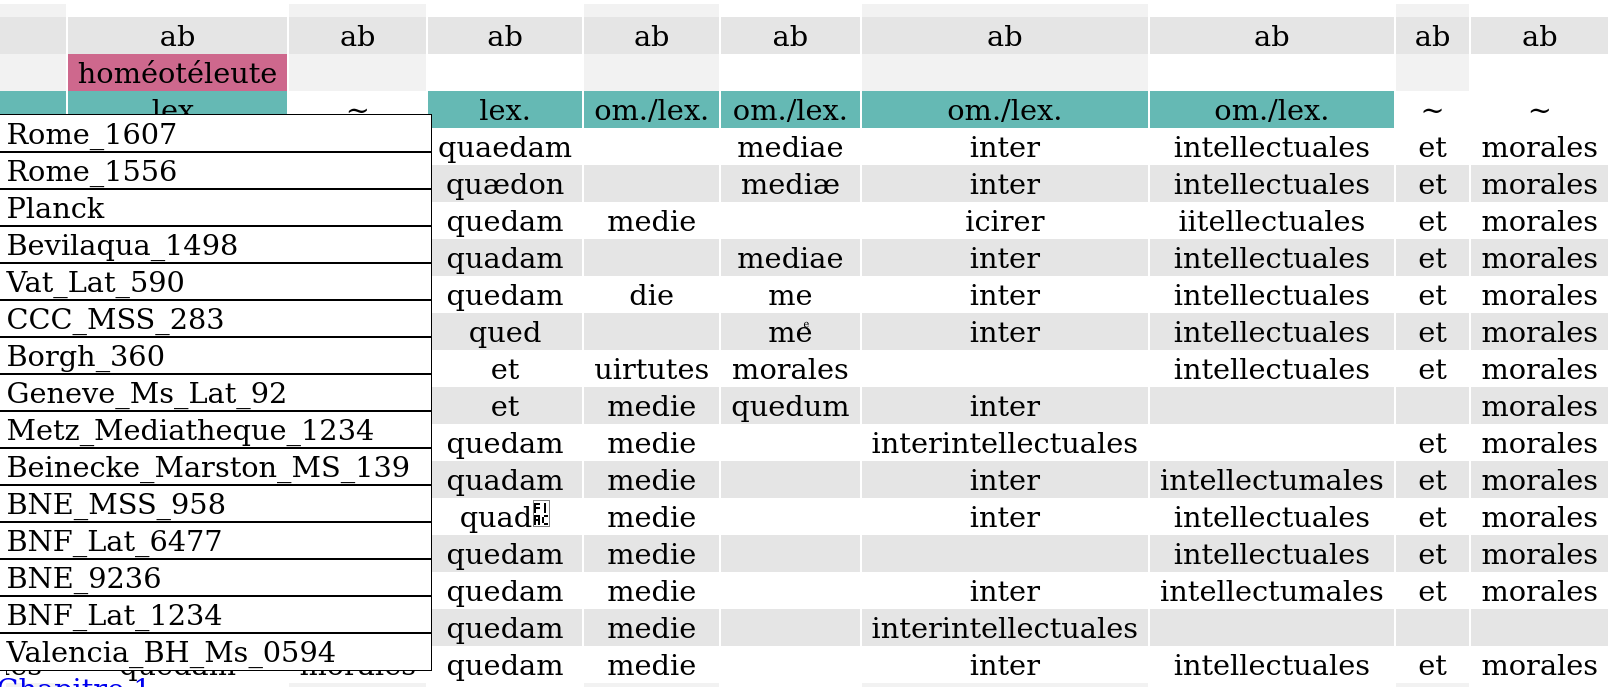 ab ab ab ab ab ab ab ab ab
homéotéleute
lex. ~ lex. om./lex. om./lex. om./lex. om./lex. ~ ~
Rome_1607 quaedam mediae inter intellectuales et morales
Rome_1556 quædon mediæ inter intellectuales et morales
Planck quedam medie icirer iitellectuales et morales
Bevilaqua_1498 quadam mediae inter intellectuales et morales
Vat_Lat_590 quedam die me inter intellectuales et morales
CCC_MSS_283 qued me inter intellectuales et morales
Borgh_360 et uirtutes morales intellectuales et morales
Geneve_Ms_Lat_92 et medie quedum inter morales
Metz_Mediatheque_1234 quedam medie interintellectuales et morales
Beinecke_Marston_MS_139 quadam medie inter intellectumales et morales
BNE_MSS_958 quad medie inter intellectuales et morales
BNF_Lat_6477 quedam medie intellectuales et morales
BNE_9236 quedam medie inter intellectumales et morales
BNF_Lat_1234 quedam medie interintellectuales
Valencia_BH_Ms_0594 quedam medie inter intellectuales et morales
quedam morales
Chapitre 1